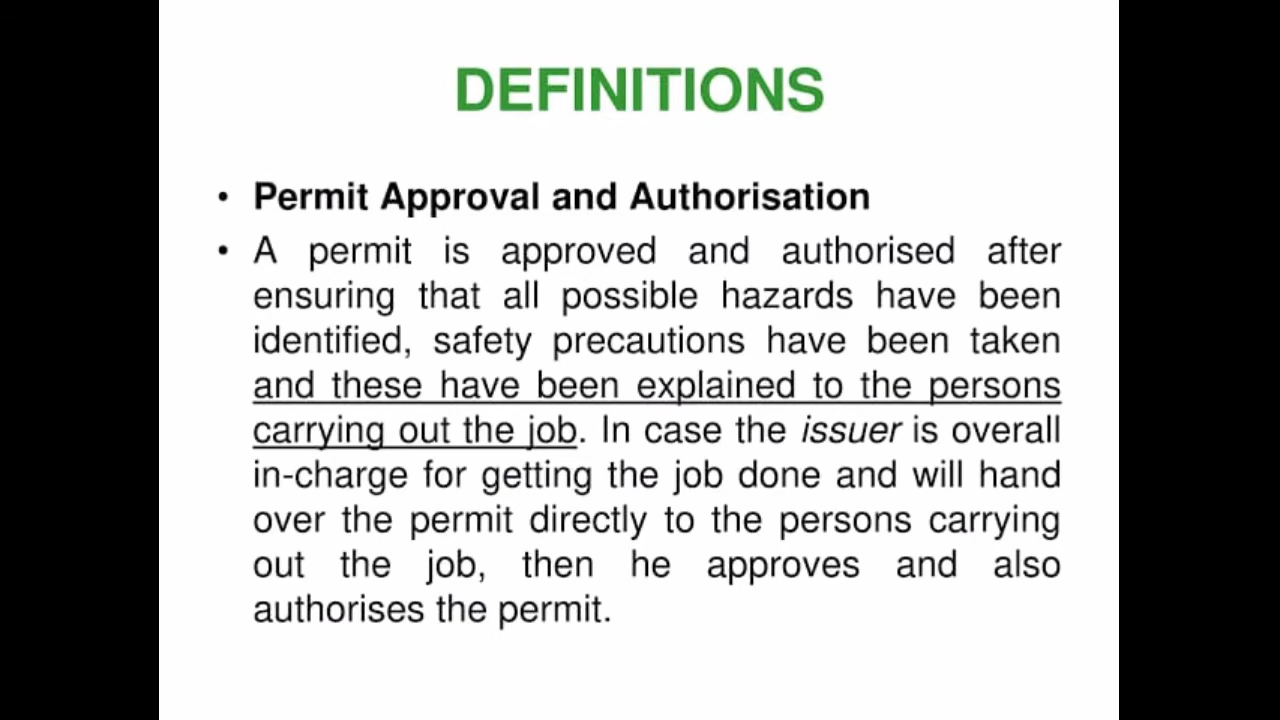 DEFINITIONS
• Permit Approval and Authorisation
• A permit is approved and authorised after
ensuring that all possible hazards have been
identified, safety precautions have been taken
and these have been explained to the persons
carrying out the job. In case the issuer is overall
in-charge for getting the job done and will hand
over the permit directly to the persons carrying
out the job, then he approves and also
authorises the permit.